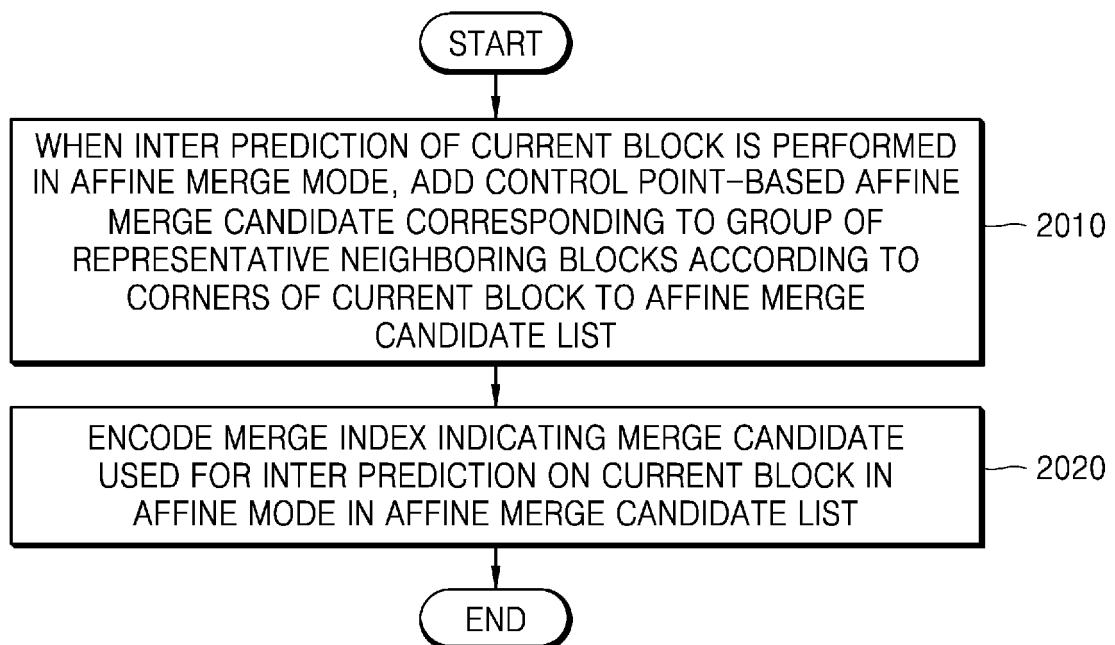 START
WHEN INTER PREDICTION OF CURRENT BLOCK IS PERFORMED
IN AFFINE MERGE MODE, ADD CONTROL POINT-BASED AFFINE
MERGE CANDIDATE CORRESPONDING TO GROUP OF
REPRESENTATIVE NEIGHBORING BLOCKS ACCORDING TO
CORNERS OF CURRENT BLOCK TO AFFINE MERGE
CANDIDATE LIST
2010
ENCODE MERGE INDEX INDICATING MERGE CANDIDATE
USED FOR INTER PREDICTION ON CURRENT BLOCK IN
AFFINE MODE IN AFFINE MERGE CANDIDATE LIST
2020
END